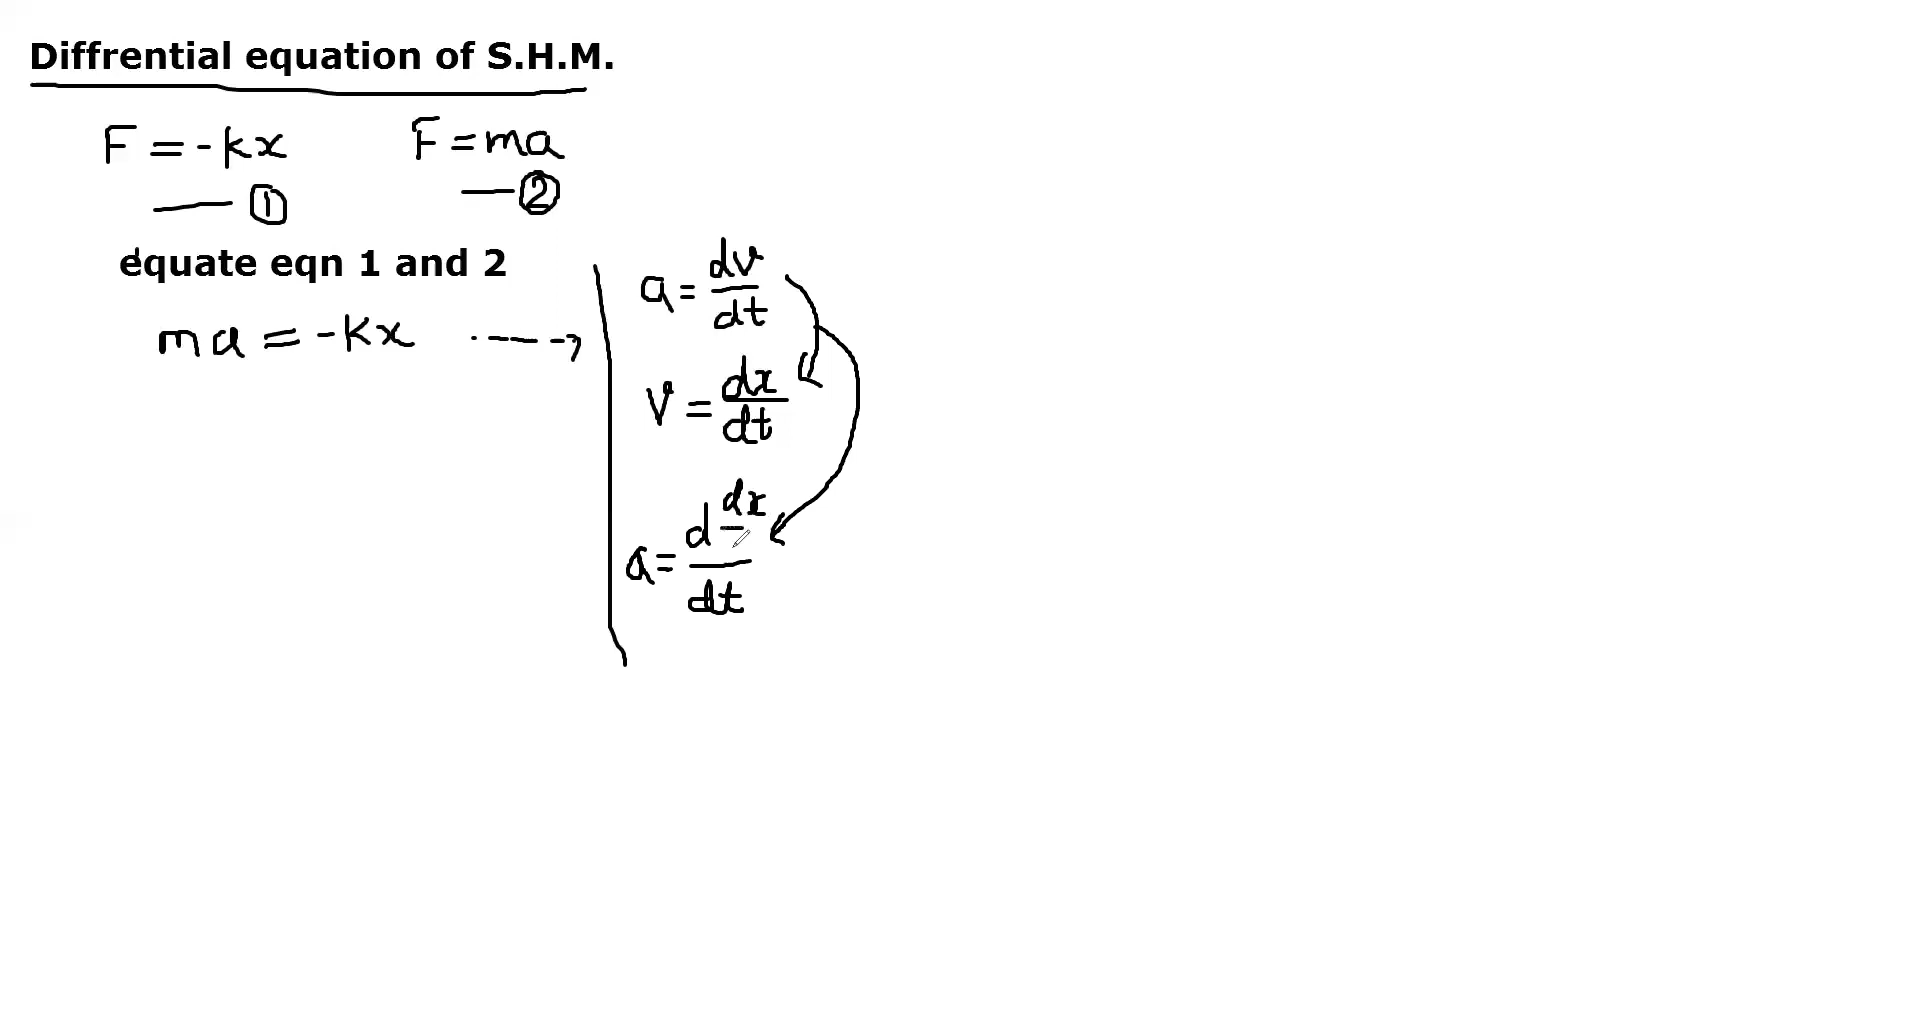 Diffrential equation of S.H.M.
F = -kx
F = ma
— ①
— ②
equate eqn 1 and 2
ma = -kx
a = dv/dt
v = dx/dt
a = d dx/dt